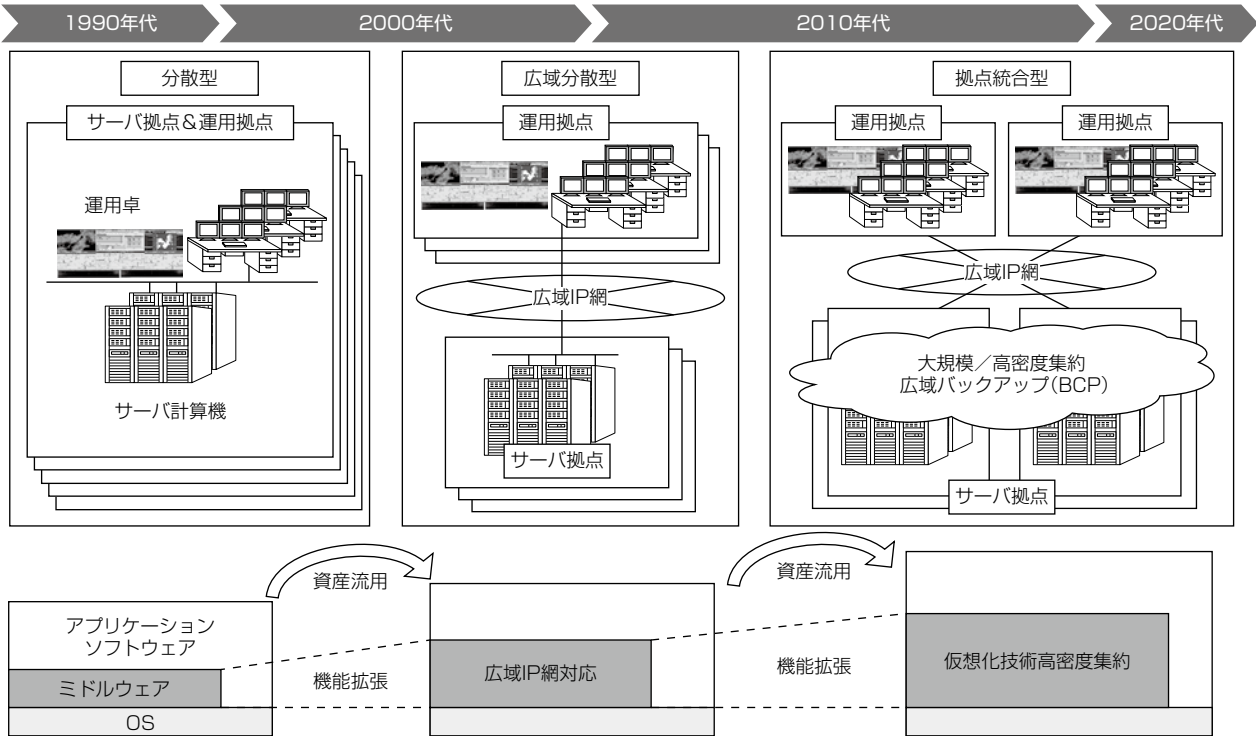 1990年代
2000年代
2010年代
2020年代
分散型
サーバ拠点＆運用拠点
運用卓
サーバ計算機
広域分散型
運用拠点
広域IP網
サーバ拠点
拠点統合型
運用拠点
運用拠点
広域IP網
大規模／高密度集約
広域バックアップ(BCP)
サーバ拠点
資産流用
資産流用
アプリケーション
ソフトウェア
ミドルウェア
OS
機能拡張
広域IP網対応
機能拡張
仮想化技術高密度集約